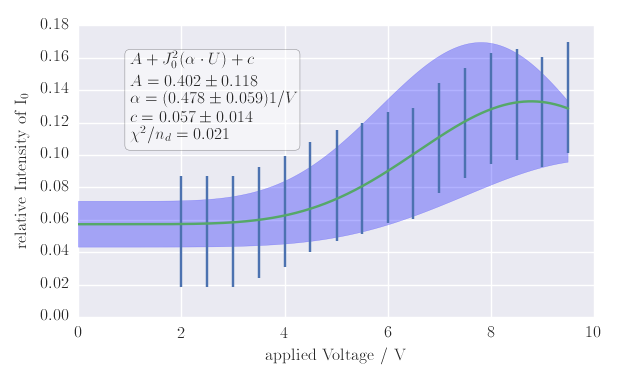 0.18
0.16
0.14
0.12
0.10
0.08
0.06
0.04
0.02
0.00
relative Intensity of I₀
A + J₀²(α · U) + c
A = 0.402 ± 0.118
α = (0.478 ± 0.059)1/V
c = 0.057 ± 0.014
χ²/n_d = 0.021
0 2 4 6 8 10
applied Voltage / V